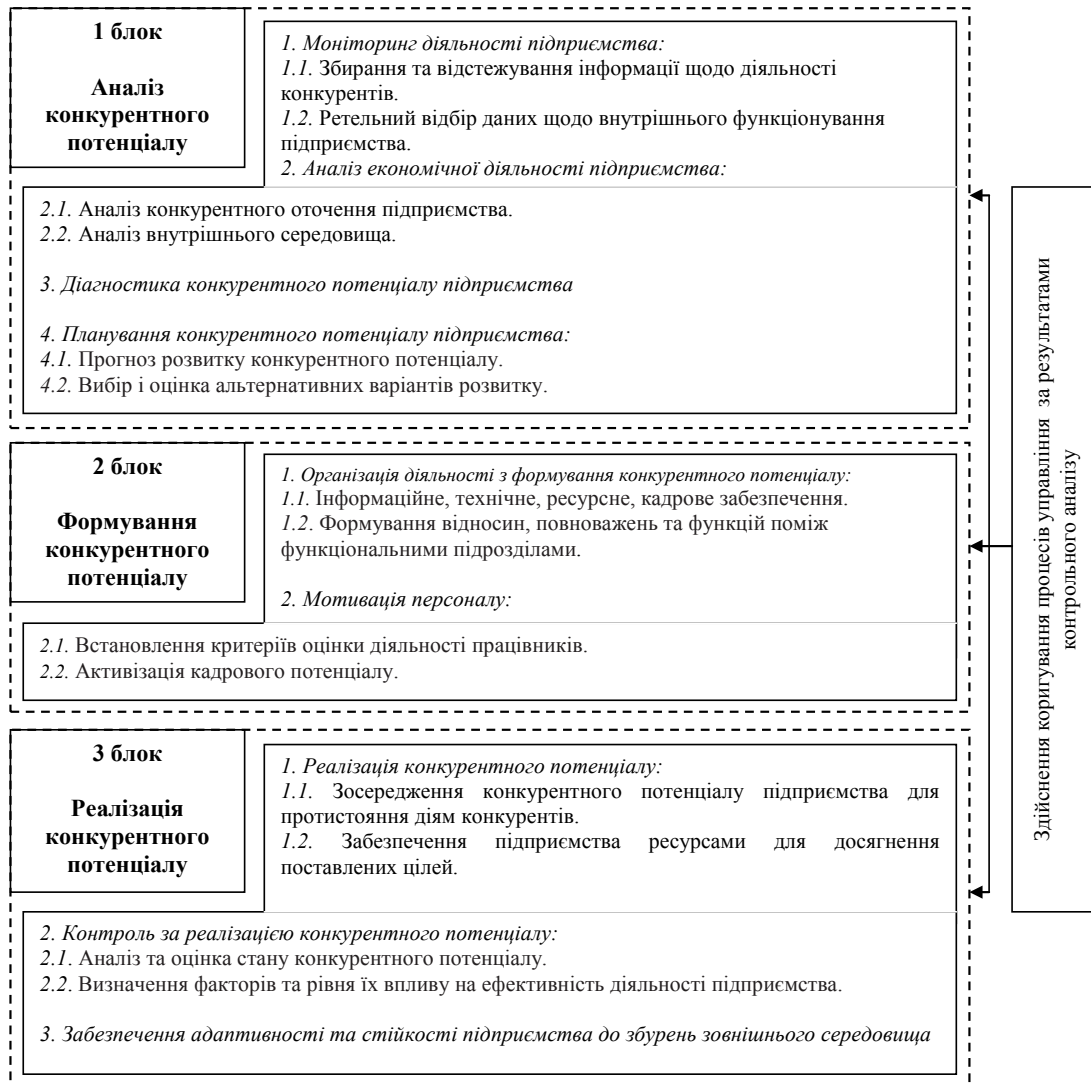 1 блок
Аналіз
конкурентного
потенціалу
1. Моніторинг діяльності підприємства:
1.1. Збирання та відстежування інформації щодо діяльності
конкурентів.
1.2. Ретельний відбір даних щодо внутрішнього функціонування
підприємства.
2. Аналіз економічної діяльності підприємства:
2.1. Аналіз конкурентного оточення підприємства.
2.2. Аналіз внутрішнього середовища.
3. Діагностика конкурентного потенціалу підприємства
4. Планування конкурентного потенціалу підприємства:
4.1. Прогноз розвитку конкурентного потенціалу.
4.2. Вибір і оцінка альтернативних варіантів розвитку.
2 блок
Формування
конкурентного
потенціалу
1. Організація діяльності з формування конкурентного потенціалу:
1.1. Інформаційне, технічне, ресурсне, кадрове забезпечення.
1.2. Формування відносин, повноважень та функцій поміж
функціональними підрозділами.
2. Мотивація персоналу:
2.1. Встановлення критеріїв оцінки діяльності працівників.
2.2. Активізація кадрового потенціалу.
3 блок
Реалізація
конкурентного
потенціалу
1. Реалізація конкурентного потенціалу:
1.1. Зосередження конкурентного потенціалу підприємства для
протистояння діям конкурентів.
1.2. Забезпечення підприємства ресурсами для досягнення
поставлених цілей.
2. Контроль за реалізацією конкурентного потенціалу:
2.1. Аналіз та оцінка стану конкурентного потенціалу.
2.2. Визначення факторів та рівня їх впливу на ефективність діяльності підприємства.
3. Забезпечення адаптивності та стійкості підприємства до збурень зовнішнього середовища
Здійснення коригування процесів управління за результатами
контрольного аналізу